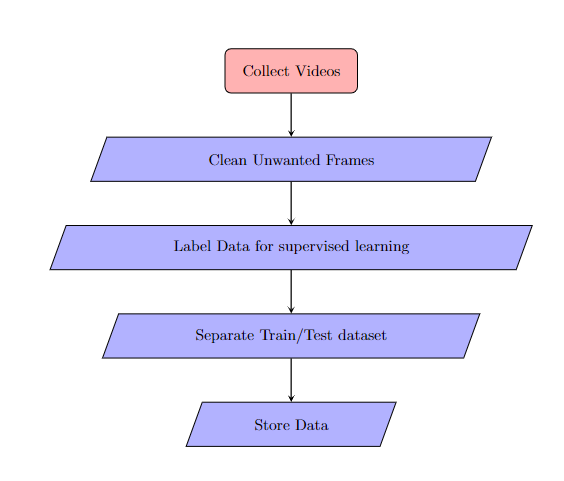 Collect Videos
Clean Unwanted Frames
Label Data for supervised learning
Separate Train/Test dataset
Store Data